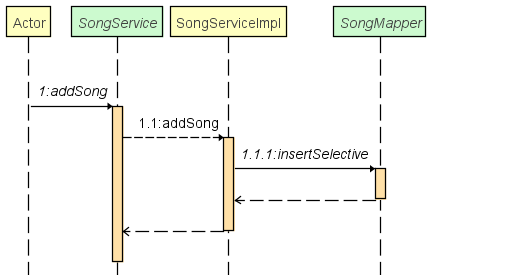 Actor
SongService
SongServiceImpl
SongMapper
1:addSong
1.1:addSong
1.1.1:insertSelective